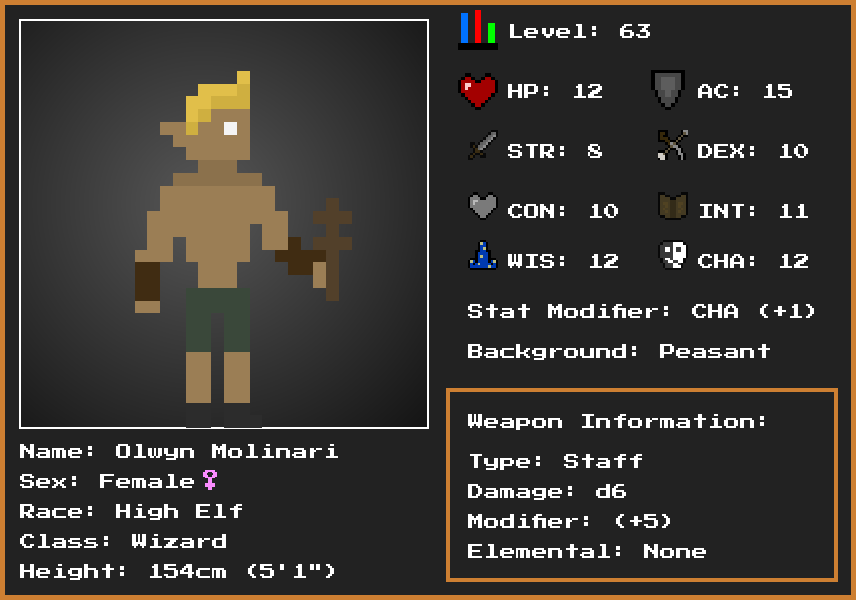 Level: 63
HP: 12 AC: 15
STR: 8 DEX: 10
CON: 10 INT: 11
WIS: 12 CHA: 12
Stat Modifier: CHA (+1)
Background: Peasant
Weapon Information:
Type: Staff
Damage: d6
Modifier: (+5)
Elemental: None
Name: Olwyn Molinari
Sex: Female♀
Race: High Elf
Class: Wizard
Height: 154cm (5'1")